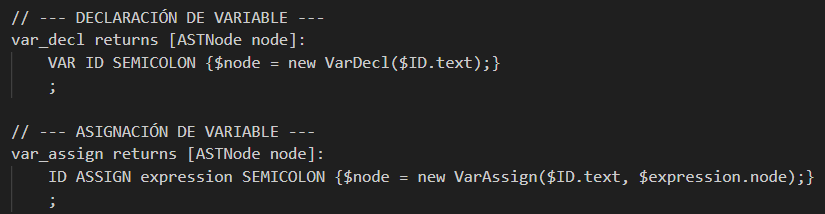 // --- DECLARACIÓN DE VARIABLE ---
var_decl returns [ASTNode node]:
    VAR ID SEMICOLON {$node = new VarDecl($ID.text);}
    ;

// --- ASIGNACIÓN DE VARIABLE ---
var_assign returns [ASTNode node]:
    ID ASSIGN expression SEMICOLON {$node = new VarAssign($ID.text, $expression.node);}
    ;